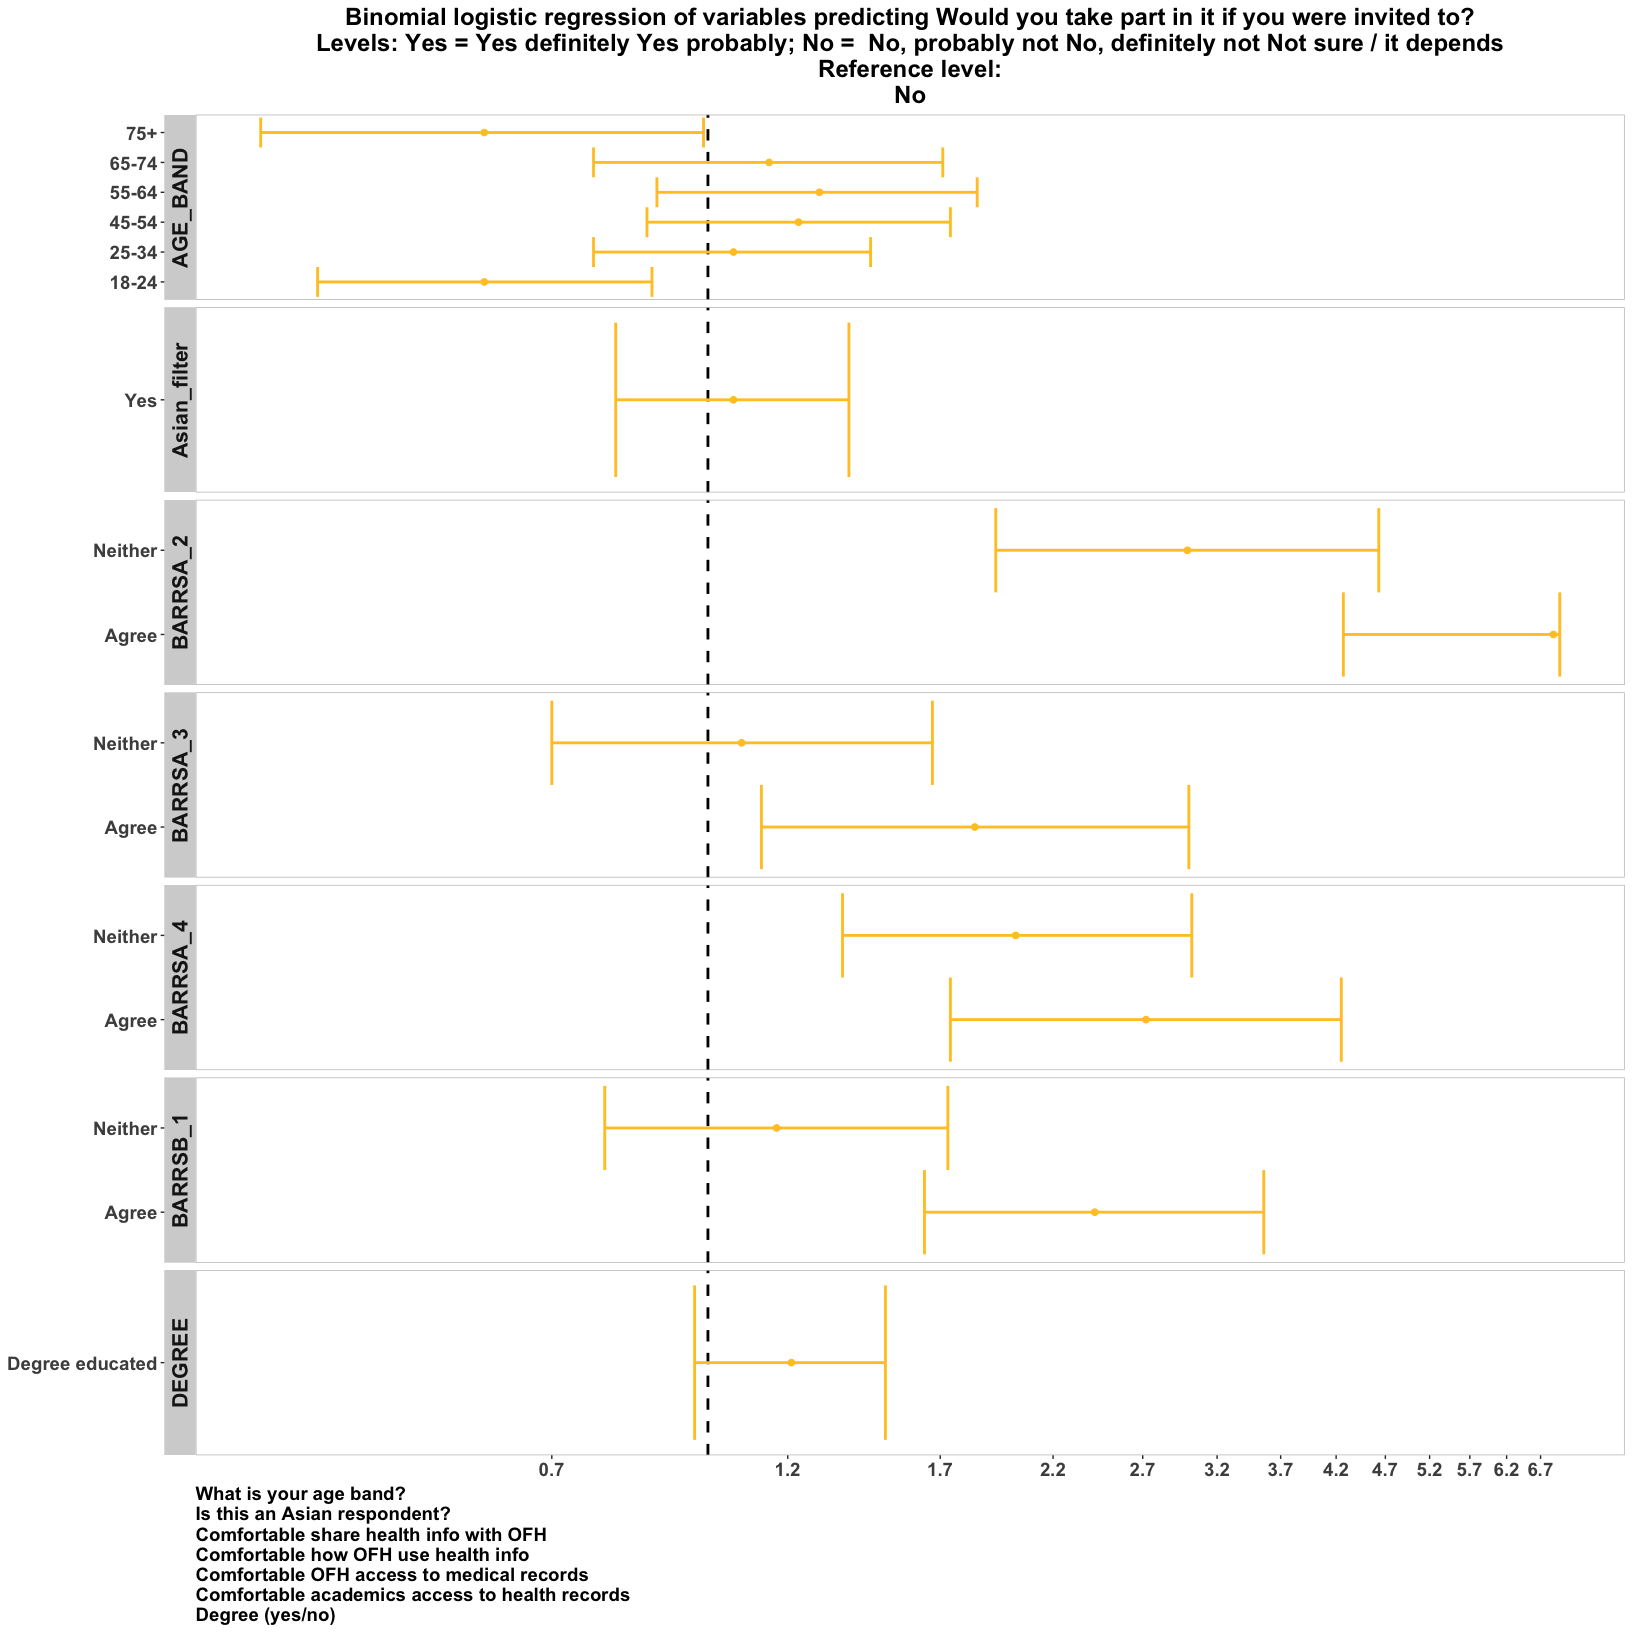 Binomial logistic regression of variables predicting Would you take part in it if you were invited to?
Levels: Yes = Yes definitely Yes probably; No =  No, probably not No, definitely not Not sure / it depends
Reference level:
No
AGE_BAND
75+
65-74
55-64
45-54
25-34
18-24
Asian_filter
Yes
BARRSA_2
Neither
Agree
BARRSA_3
Neither
Agree
BARRSA_4
Neither
Agree
BARRSB_1
Neither
Agree
DEGREE
Degree educated
0.7 1.2 1.7 2.2 2.7 3.2 3.7 4.2 4.7 5.2 5.7 6.2 6.7
What is your age band?
Is this an Asian respondent?
Comfortable share health info with OFH
Comfortable how OFH use health info
Comfortable OFH access to medical records
Comfortable academics access to health records
Degree (yes/no)